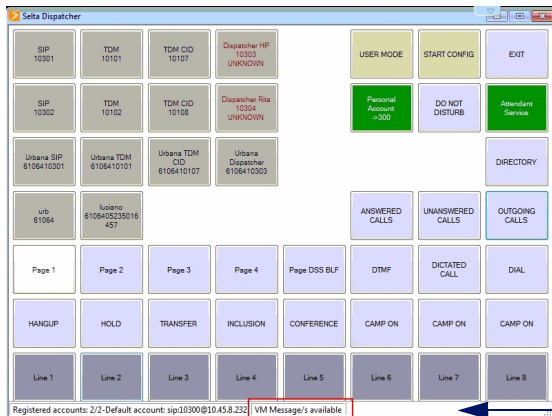 Selta Dispatcher
SIP
10301
TDM
10101
TDM CID
10107
Dispatcher HP
10303
UNKNOWN
USER MODE
START CONFIG
EXIT
SIP
10302
TDM
10102
TDM CID
10108
Dispatcher Rita
10304
UNKNOWN
Personal
Account
->300
DO NOT
DISTURB
Attendant
Service
Urbana SIP
6106410301
Urbana TDM
6106410101
Urbana TDM
CID
6106410107
Urbana
Dispatcher
6106410303
DIRECTORY
urb
61064
luciano
6106405235016
457
ANSWERED
CALLS
UNANSWERED
CALLS
OUTGOING
CALLS
Page 1
Page 2
Page 3
Page 4
Page DSS BLF
DTMF
DICTATED
CALL
DIAL
HANGUP
HOLD
TRANSFER
INCLUSION
CONFERENCE
CAMP ON
CAMP ON
CAMP ON
Line 1
Line 2
Line 3
Line 4
Line 5
Line 6
Line 7
Line 8
Registered accounts: 2/2-Default account: sip:10300@10.45.8.232
VM Message/s available